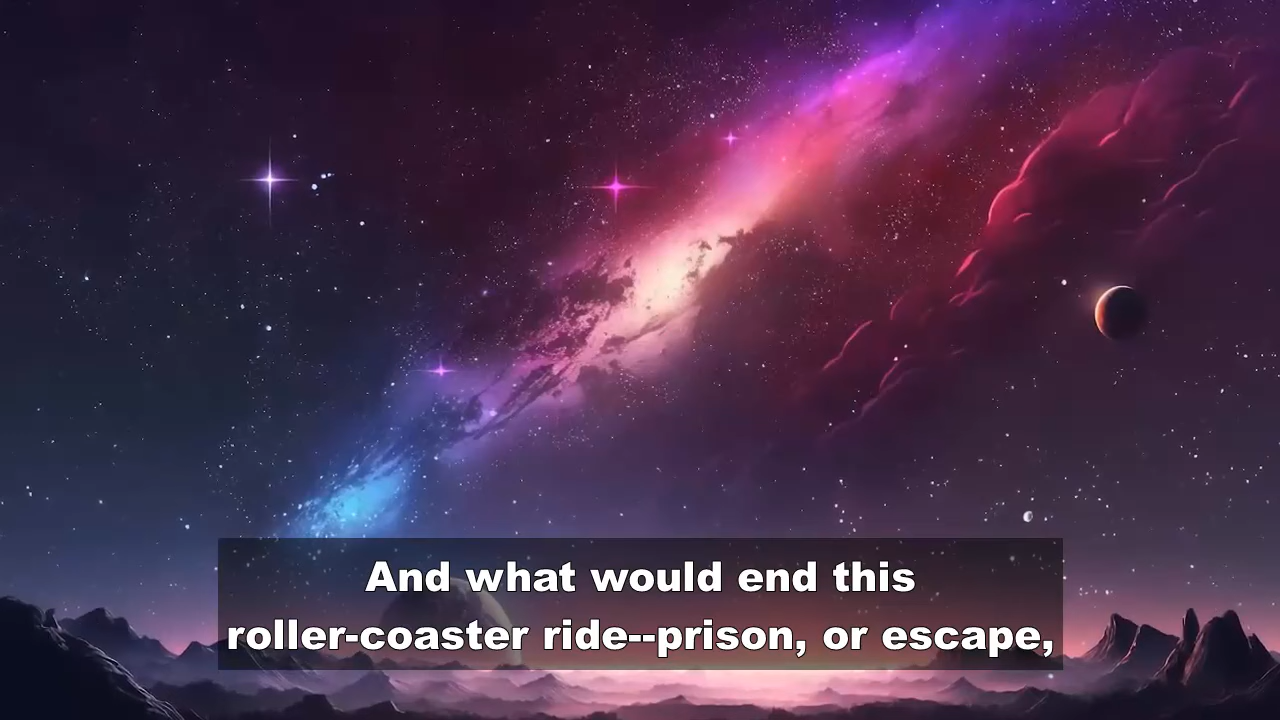 And what would end this
roller-coaster ride--prison, or escape,